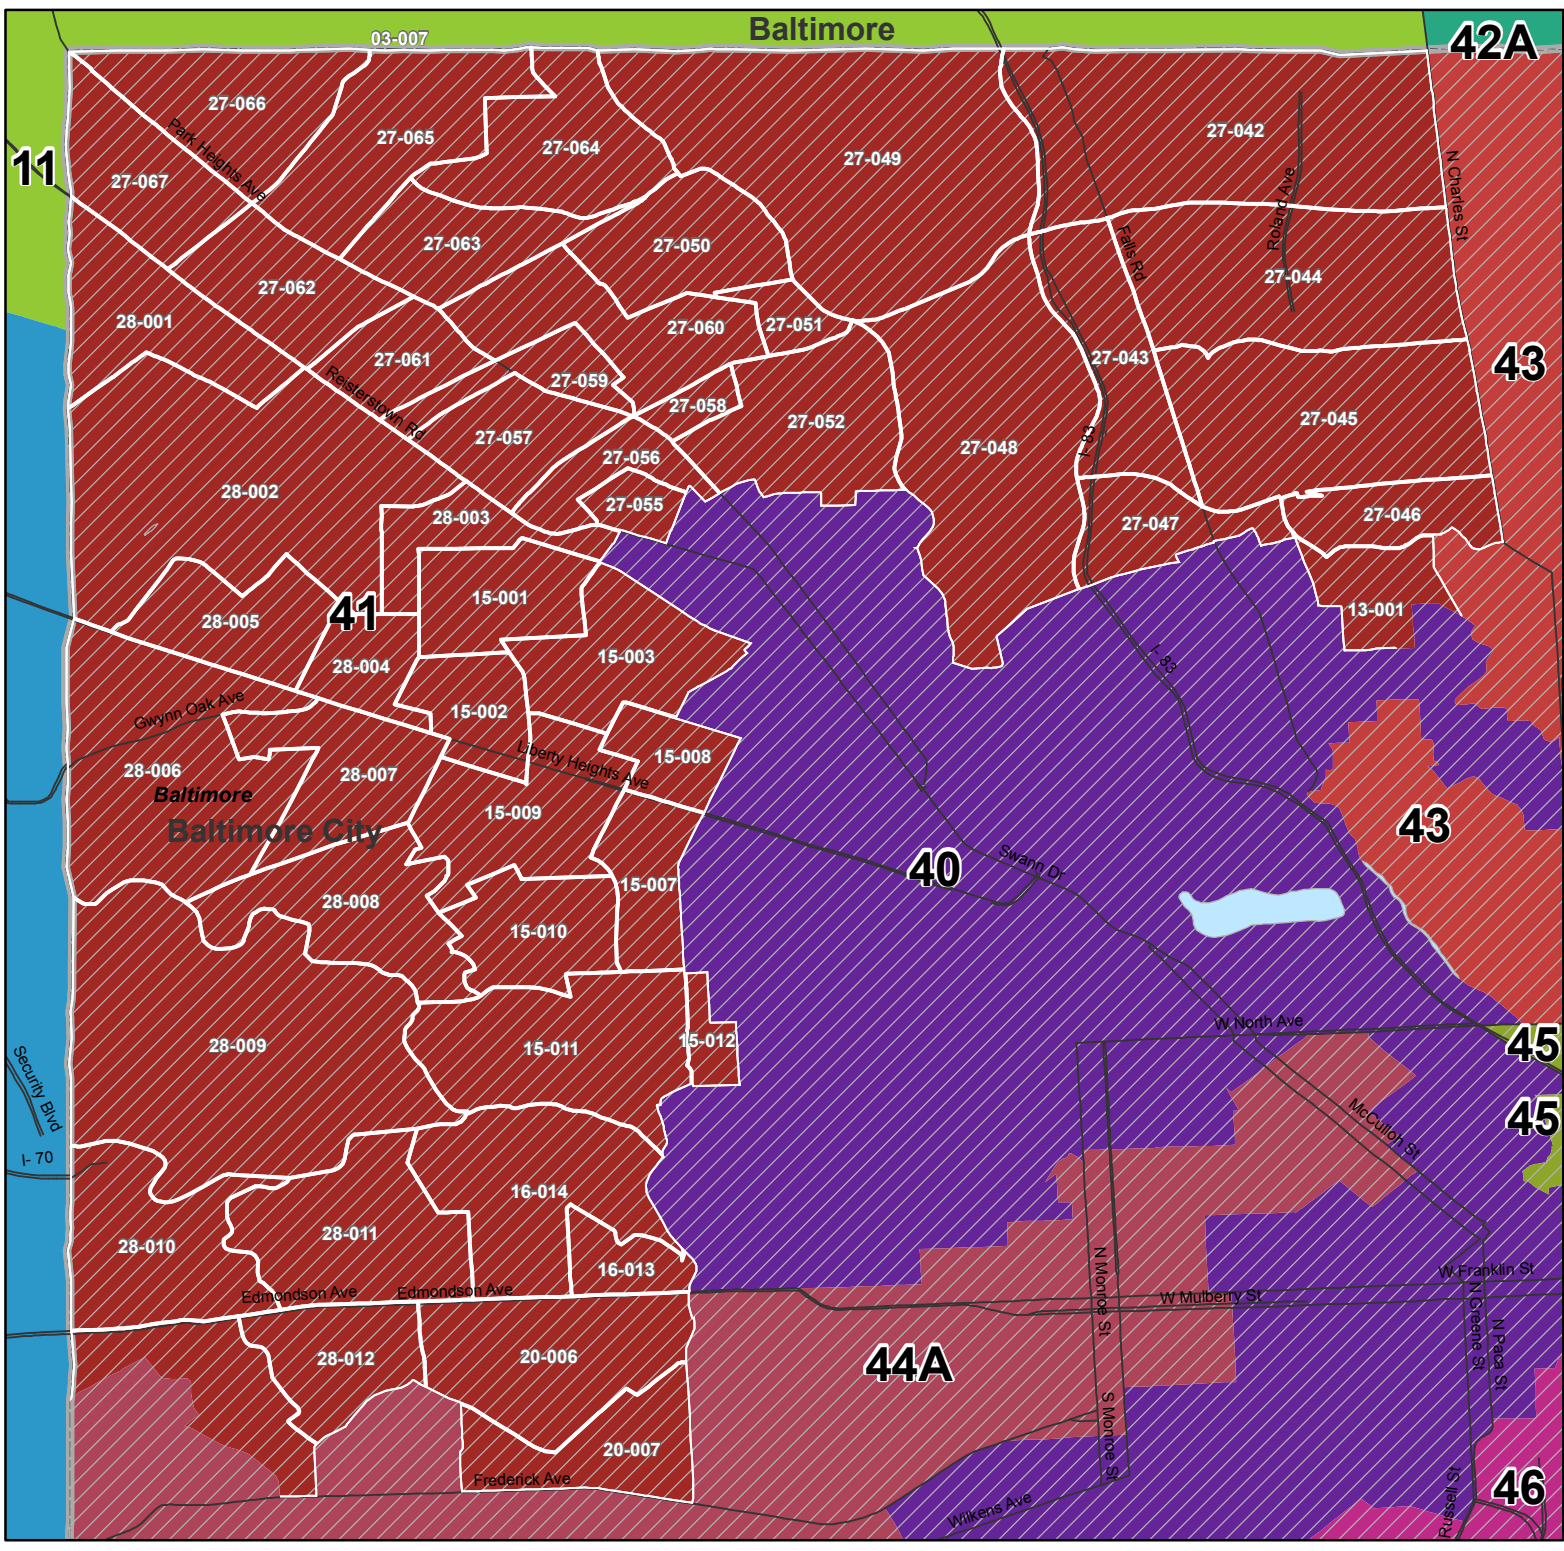 Baltimore
03-007
42A
27-066
27-065
27-064
27-049
27-042
Park Heights Ave
11
27-067
N Charles St
Roland Ave
27-063
27-050
Falls Rd
27-044
27-062
28-001
27-060
27-051
27-061
27-043
43
27-059
Reisterstown Rd
27-058
27-052
27-045
27-057
I- 83
27-048
27-056
28-002
27-055
28-003
27-047
27-046
15-001
41
28-005
13-001
28-004
15-003
I- 83
Gwynn Oak Ave
15-002
Liberty Heights Ave
15-008
28-006
28-007
Baltimore
15-009
Baltimore City
43
40
Swann Dr
15-007
28-008
15-010
W North Ave
28-009
15-011
15-012
45
Security Blvd
45
McCulloh St
I- 70
16-014
28-011
28-010
16-013
N Monroe St
W Franklin St
Edmondson Ave
Edmondson Ave
W Mulberry St
N Greene St
N Paca St
28-012
20-006
44A
S Monroe St
20-007
Frederick Ave
46
Wilkens Ave
Russell St